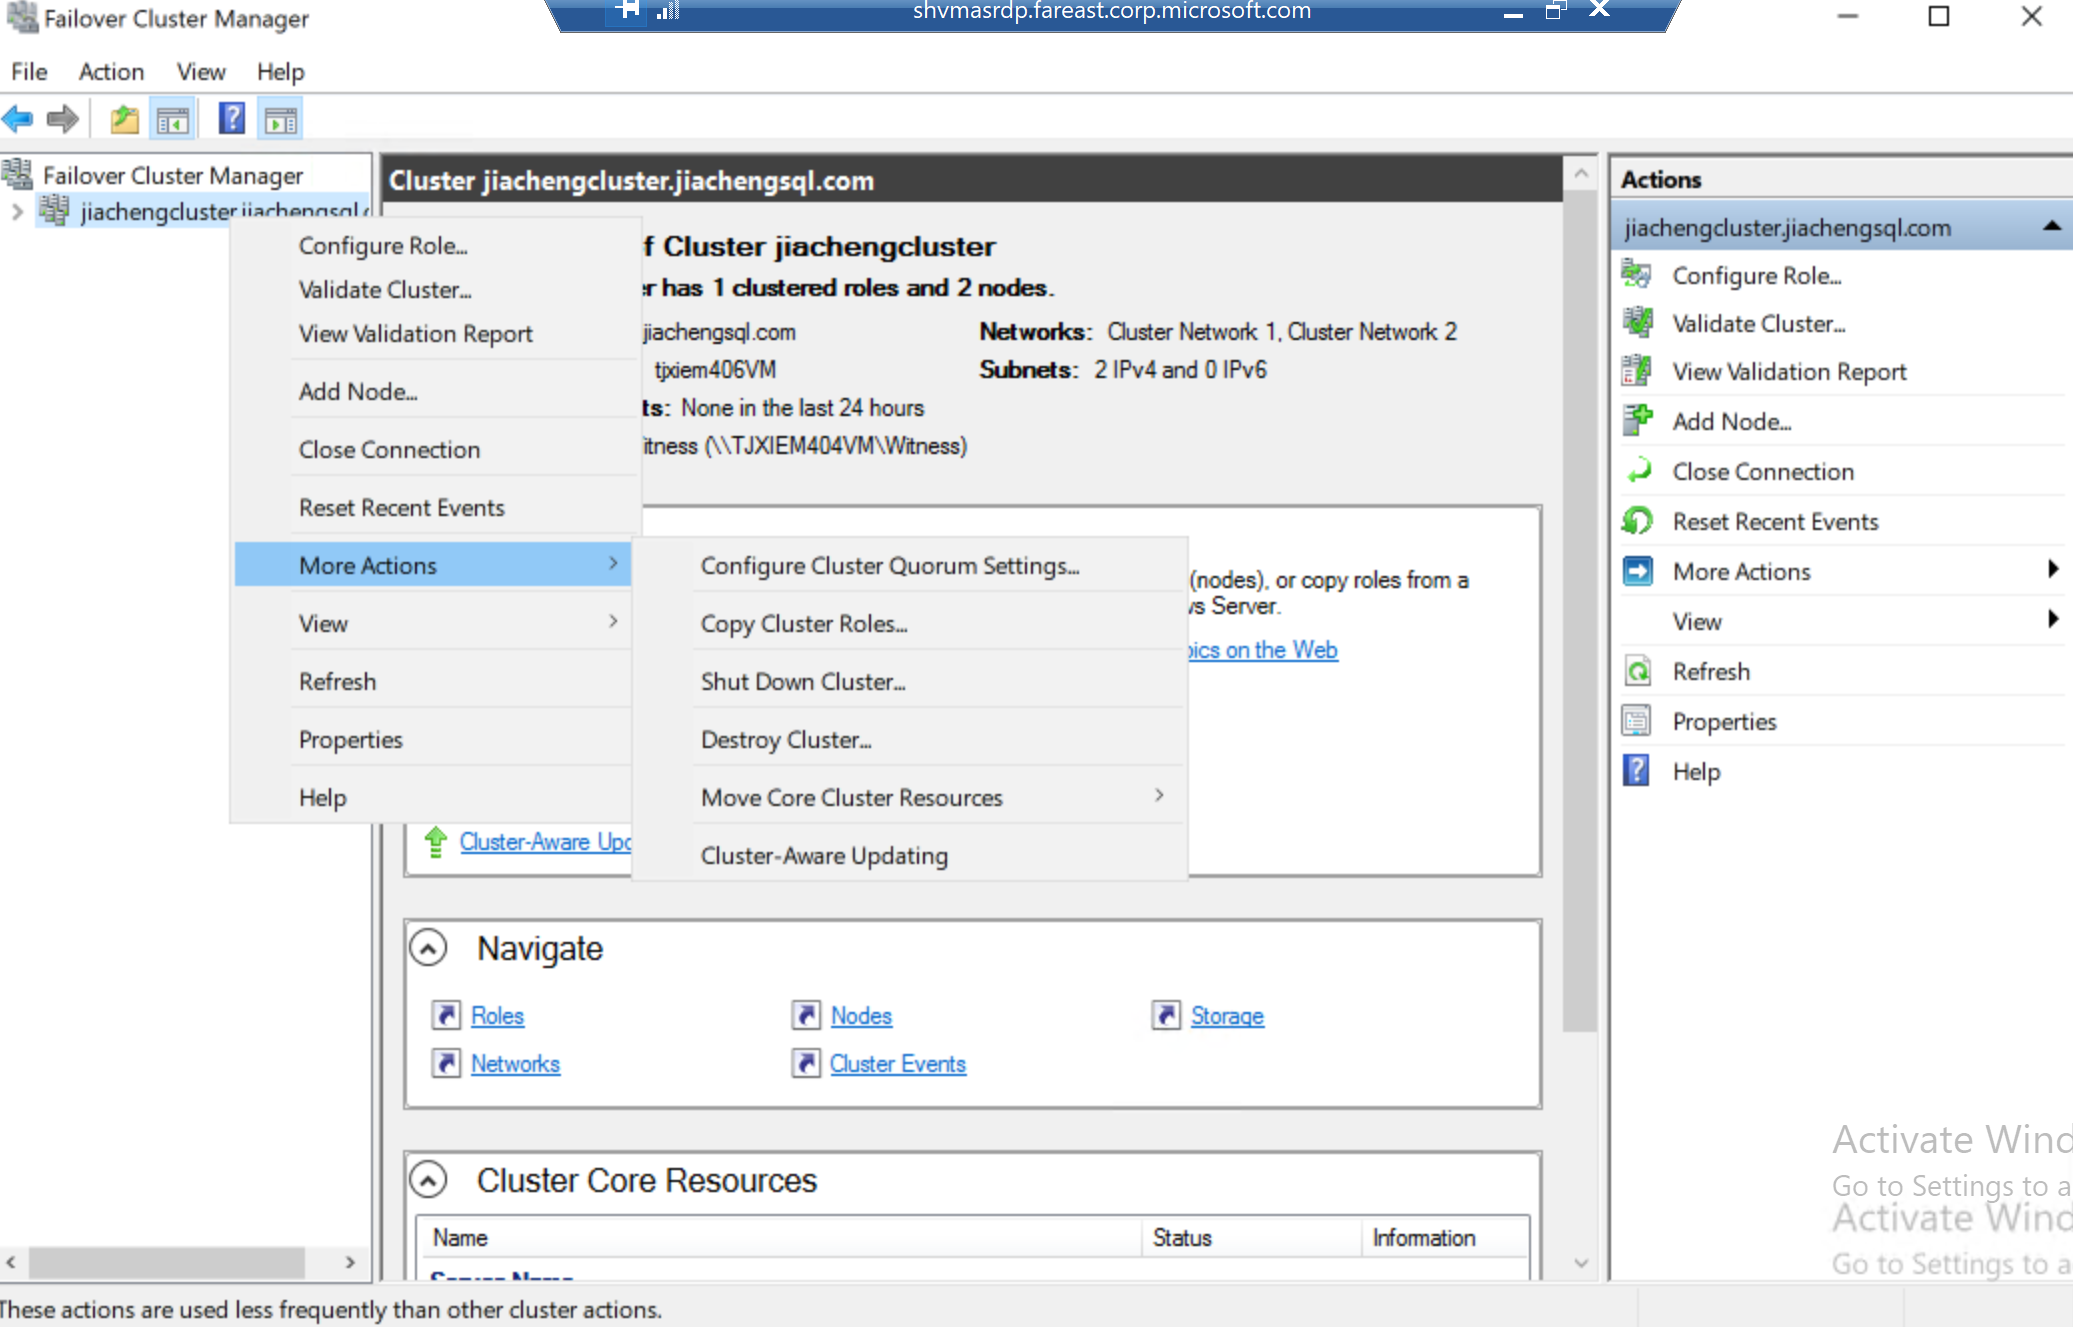 Failover Cluster Manager
shvmasrdp.fareast.corp.microsoft.com
File Action View Help
Failover Cluster Manager
jiachengcluster.jiachengsql.
Configure Role...
Validate Cluster...
View Validation Report
Add Node...
Close Connection
Reset Recent Events
More Actions
View
Refresh
Properties
Help
Configure Cluster Quorum Settings...
Copy Cluster Roles...
Shut Down Cluster...
Destroy Cluster...
Move Core Cluster Resources
Cluster-Aware Updating
Cluster jiachengcluster.jiachengsql.com
f Cluster jiachengcluster
er has 1 clustered roles and 2 nodes.
jiachengsql.com
Networks: Cluster Network 1, Cluster Network 2
tjxiem406VM
Subnets: 2 IPv4 and 0 IPv6
ts: None in the last 24 hours
itness (\\TJXIEM404VM\Witness)
(nodes), or copy roles from a
vs Server.
pics on the Web
Cluster-Aware Upd
Navigate
Roles Nodes Storage
Networks Cluster Events
Cluster Core Resources
Name Status Information
Server Name
Actions
jiachengcluster.jiachengsql.com
Configure Role...
Validate Cluster...
View Validation Report
Add Node...
Close Connection
Reset Recent Events
More Actions
View
Refresh
Properties
Help
Activate Wind
Go to Settings to a
Activate Wind
Go to Settings to a
These actions are used less frequently than other cluster actions.